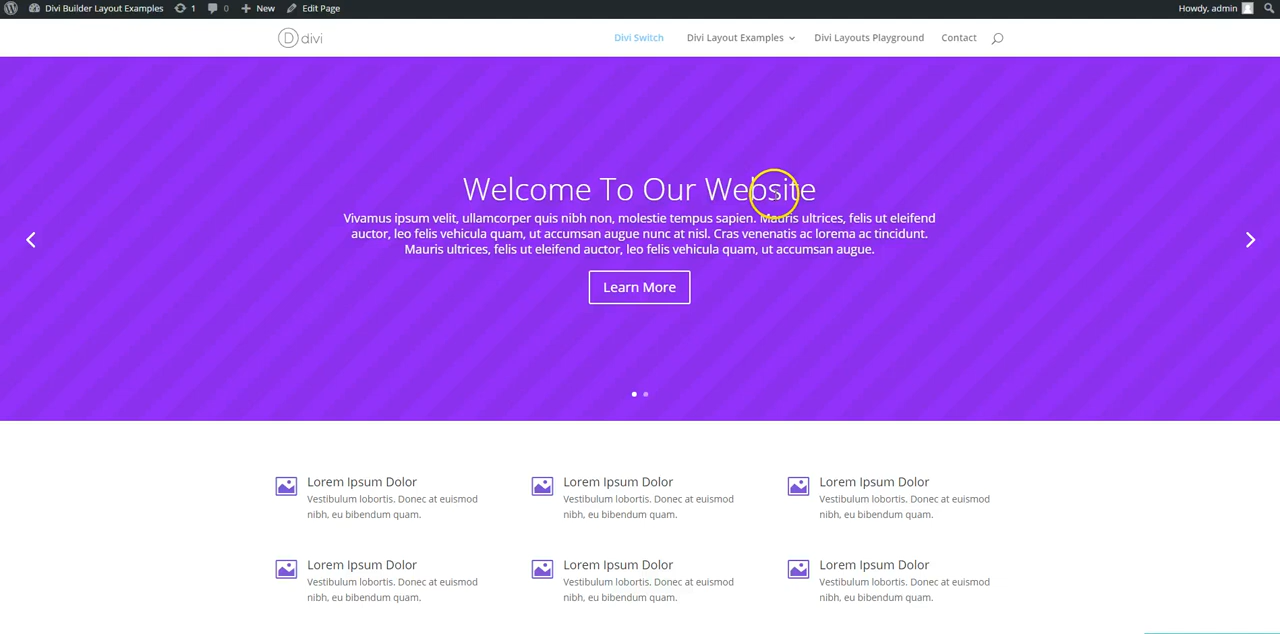 Divi Builder Layout Examples 1 0 New Edit Page Howdy, admin
divi Divi Switch Divi Layout Examples Divi Layouts Playground Contact
Welcome To Our Website
Vivamus ipsum velit, ullamcorper quis nibh non, molestie tempus sapien. Mauris ultrices, felis ut eleifend
auctor, leo felis vehicula quam, ut accumsan augue nunc at nisl. Cras venenatis ac lorema ac tincidunt.
Mauris ultrices, felis ut eleifend auctor, leo felis vehicula quam, ut accumsan augue.
Learn More
Lorem Ipsum Dolor
Vestibulum lobortis. Donec at euismod
nibh, eu bibendum quam.
Lorem Ipsum Dolor
Vestibulum lobortis. Donec at euismod
nibh, eu bibendum quam.
Lorem Ipsum Dolor
Vestibulum lobortis. Donec at euismod
nibh, eu bibendum quam.
Lorem Ipsum Dolor
Vestibulum lobortis. Donec at euismod
nibh, eu bibendum quam.
Lorem Ipsum Dolor
Vestibulum lobortis. Donec at euismod
nibh, eu bibendum quam.
Lorem Ipsum Dolor
Vestibulum lobortis. Donec at euismod
nibh, eu bibendum quam.